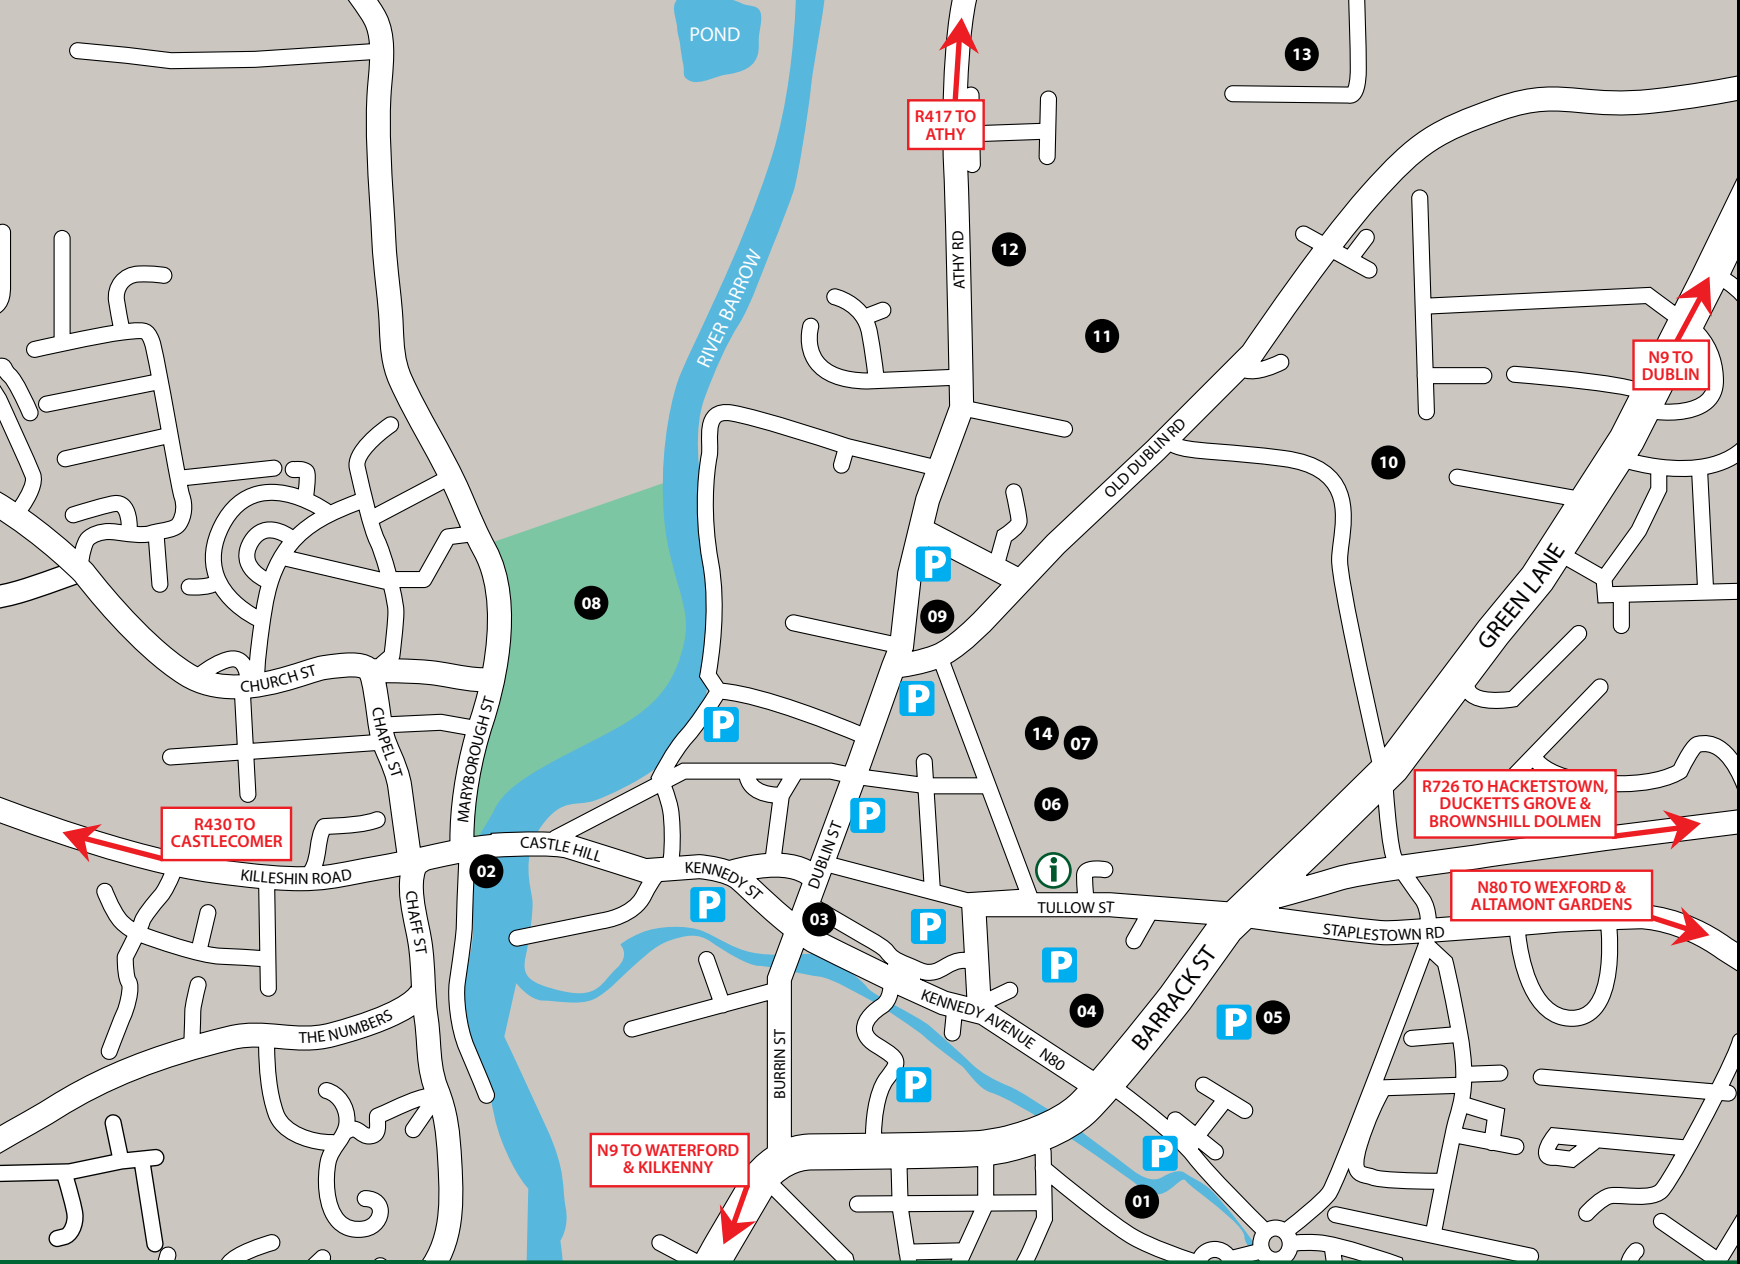 POND
13
R417 TO
ATHY
ATHY RD
12
RIVER BARROW
11
N9 TO
DUBLIN
OLD DUBLIN RD
10
GREEN LANE
P
08
09
CHURCH ST
P
P
CHAPEL ST
MARYBOROUGH ST
14
07
06
R726 TO HACKETSTOWN,
DUCKETTS GROVE &
BROWNSHILL DOLMEN
P
R430 TO
CASTLECOMER
DUBLIN ST
CASTLE HILL
02
KILLESHIN ROAD
KENNEDY ST
i
N80 TO WEXFORD &
ALTAMONT GARDENS
P
TULLOW ST
03
P
CHAFF ST
STAPLESTOWN RD
P
BARRACK ST
KENNEDY AVENUE N80
04
P
05
THE NUMBERS
BURRIN ST
P
N9 TO WATERFORD
& KILKENNY
P
01